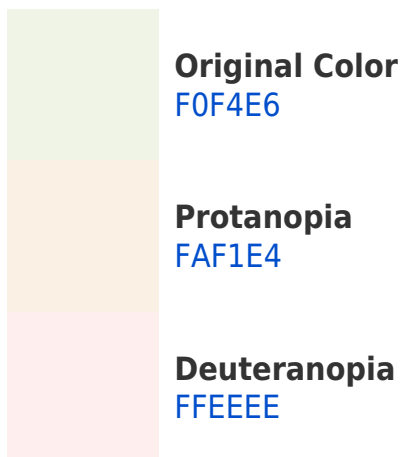 Original Color
F0F4E6
Protanopia
FAF1E4
Deuteranopia
FFEEEE